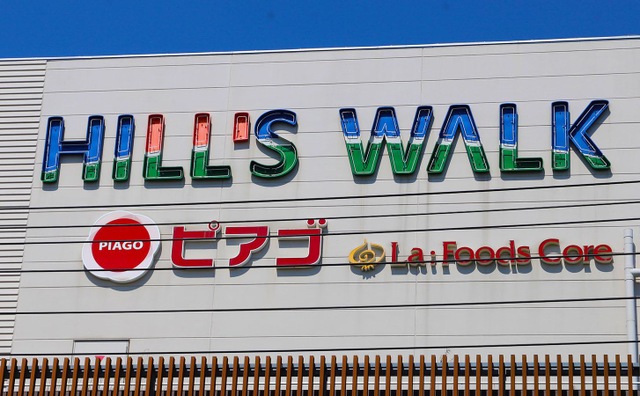 HILL'S WALK
PIAGO ピアゴ La Foods Core